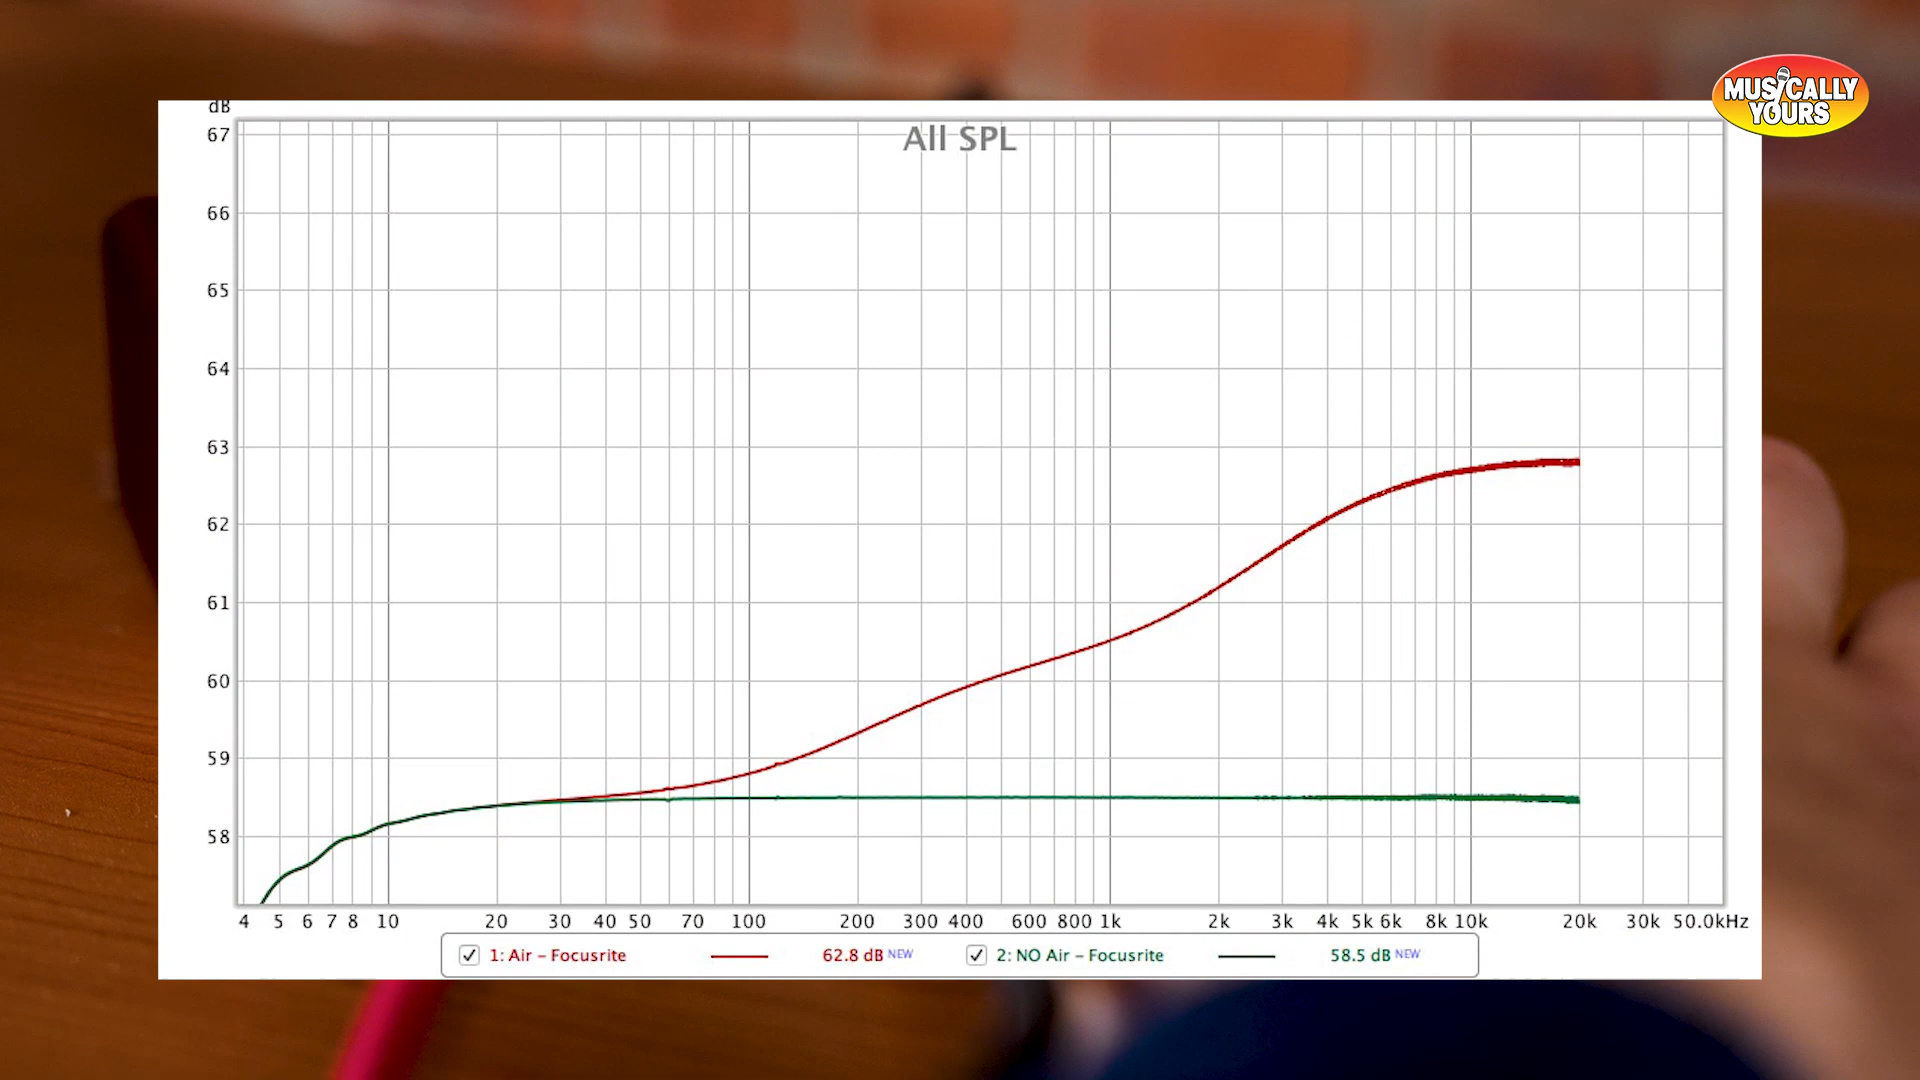 MUSICALLY
YOURS
dB
All SPL
67
66
65
64
63
62
61
60
59
58
4 5 6 7 8 10 20 30 40 50 70 100 200 300 400 600 800 1k 2k 3k 4k 5k 6k 8k 10k 20k 30k 50.0kHz
1: Air – Focusrite 62.8 dB NEW 2: NO Air – Focusrite 58.5 dB NEW